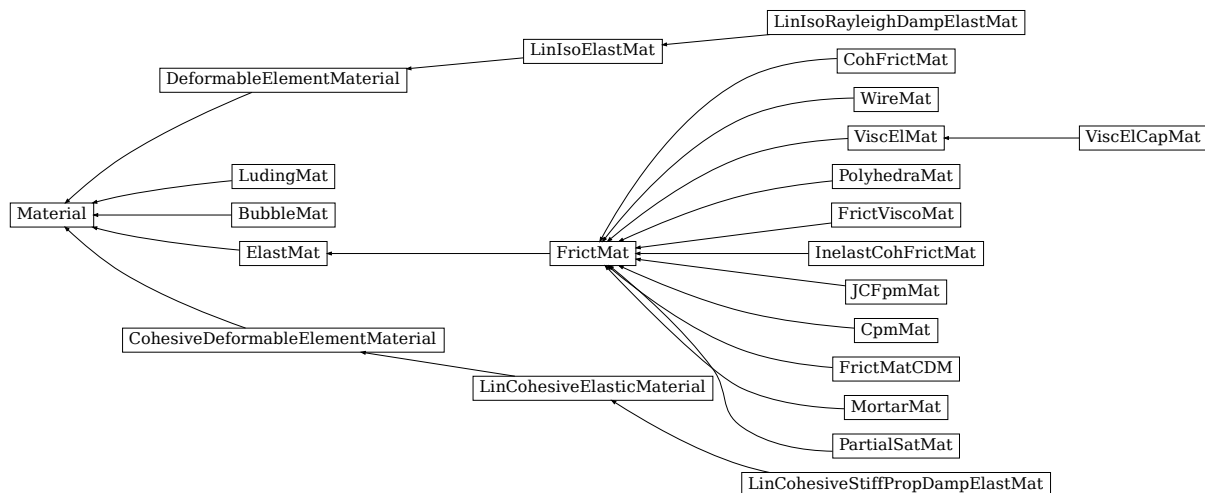 LinIsoRayleighDampElastMat
LinIsoElastMat
CohFrictMat
DeformableElementMaterial
WireMat
ViscElMat
ViscElCapMat
LudingMat
PolyhedraMat
Material
BubbleMat
FrictViscoMat
ElastMat
FrictMat
InelastCohFrictMat
JCFpmMat
CpmMat
CohesiveDeformableElementMaterial
FrictMatCDM
LinCohesiveElasticMaterial
MortarMat
PartialSatMat
LinCohesiveStiffPropDampElastMat